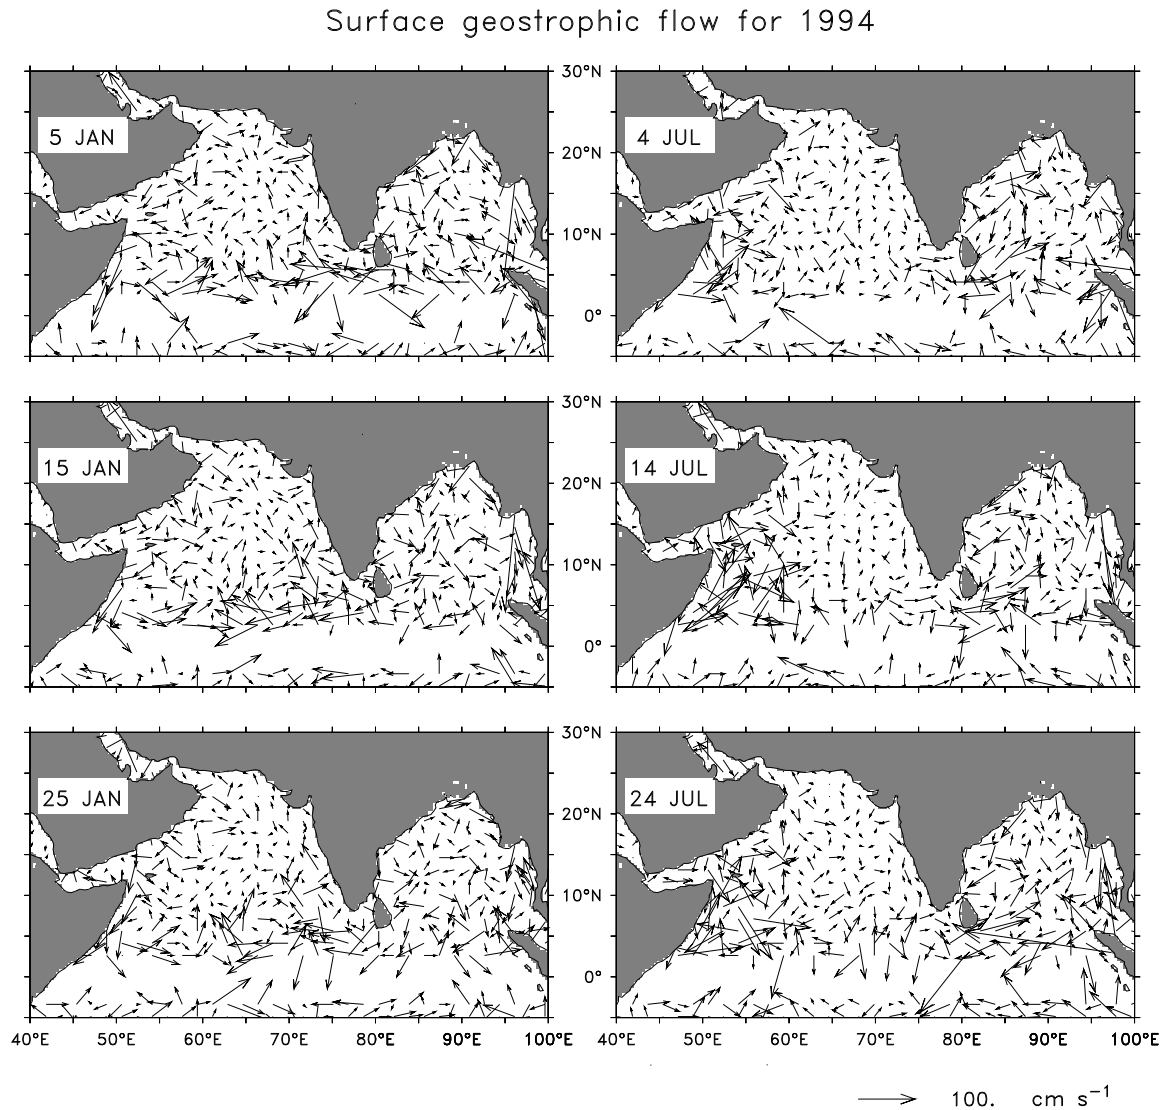 Surface geostrophic flow for 1994
30°N
5 JAN
4 JUL
20°N
10°N
0°
30°N
15 JAN
14 JUL
20°N
10°N
0°
30°N
25 JAN
24 JUL
20°N
10°N
0°
40°E 50°E 60°E 70°E 80°E 90°E 100°E 40°E 50°E 60°E 70°E 80°E 90°E 100°E
100. cm s⁻¹